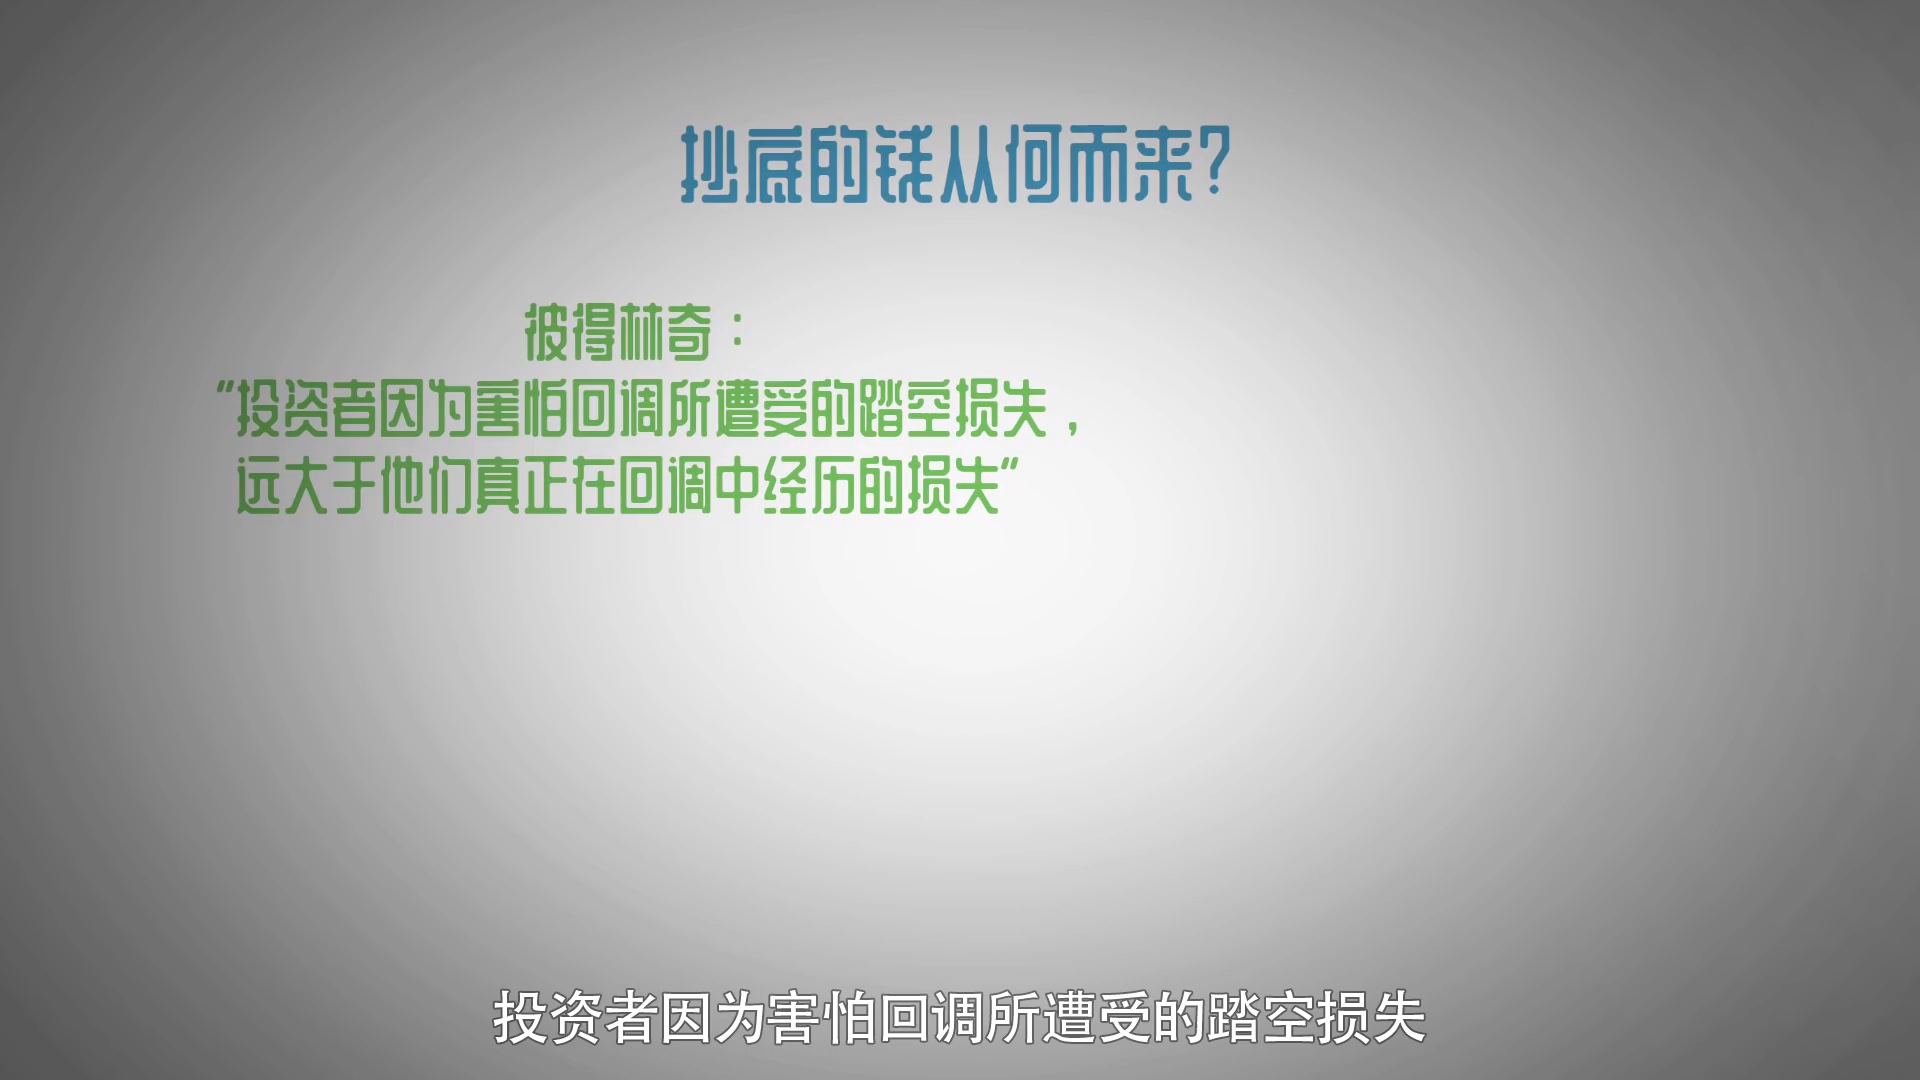 抄底的钱从何而来?
彼得林奇：
“投资者因为害怕回调所遭受的踏空损失，
远大于他们真正在回调中经历的损失“
投资者因为害怕回调所遭受的踏空损失